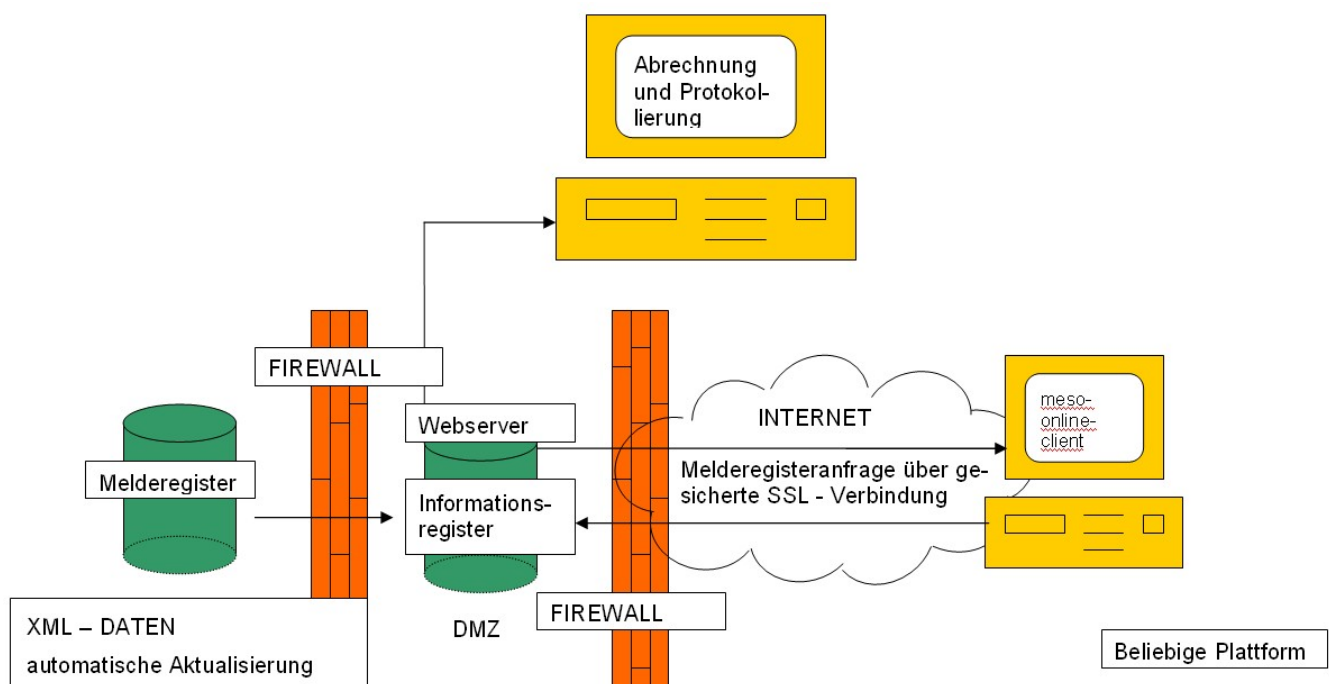 Abrechnung
und Protokol-
lierung
FIREWALL
Webserver
INTERNET
meso-
online-
client
Melderegister
Informations-
register
Melderegisteranfrage über ge-
sicherte SSL - Verbindung
FIREWALL
DMZ
XML – DATEN
automatische Aktualisierung
Beliebige Plattform